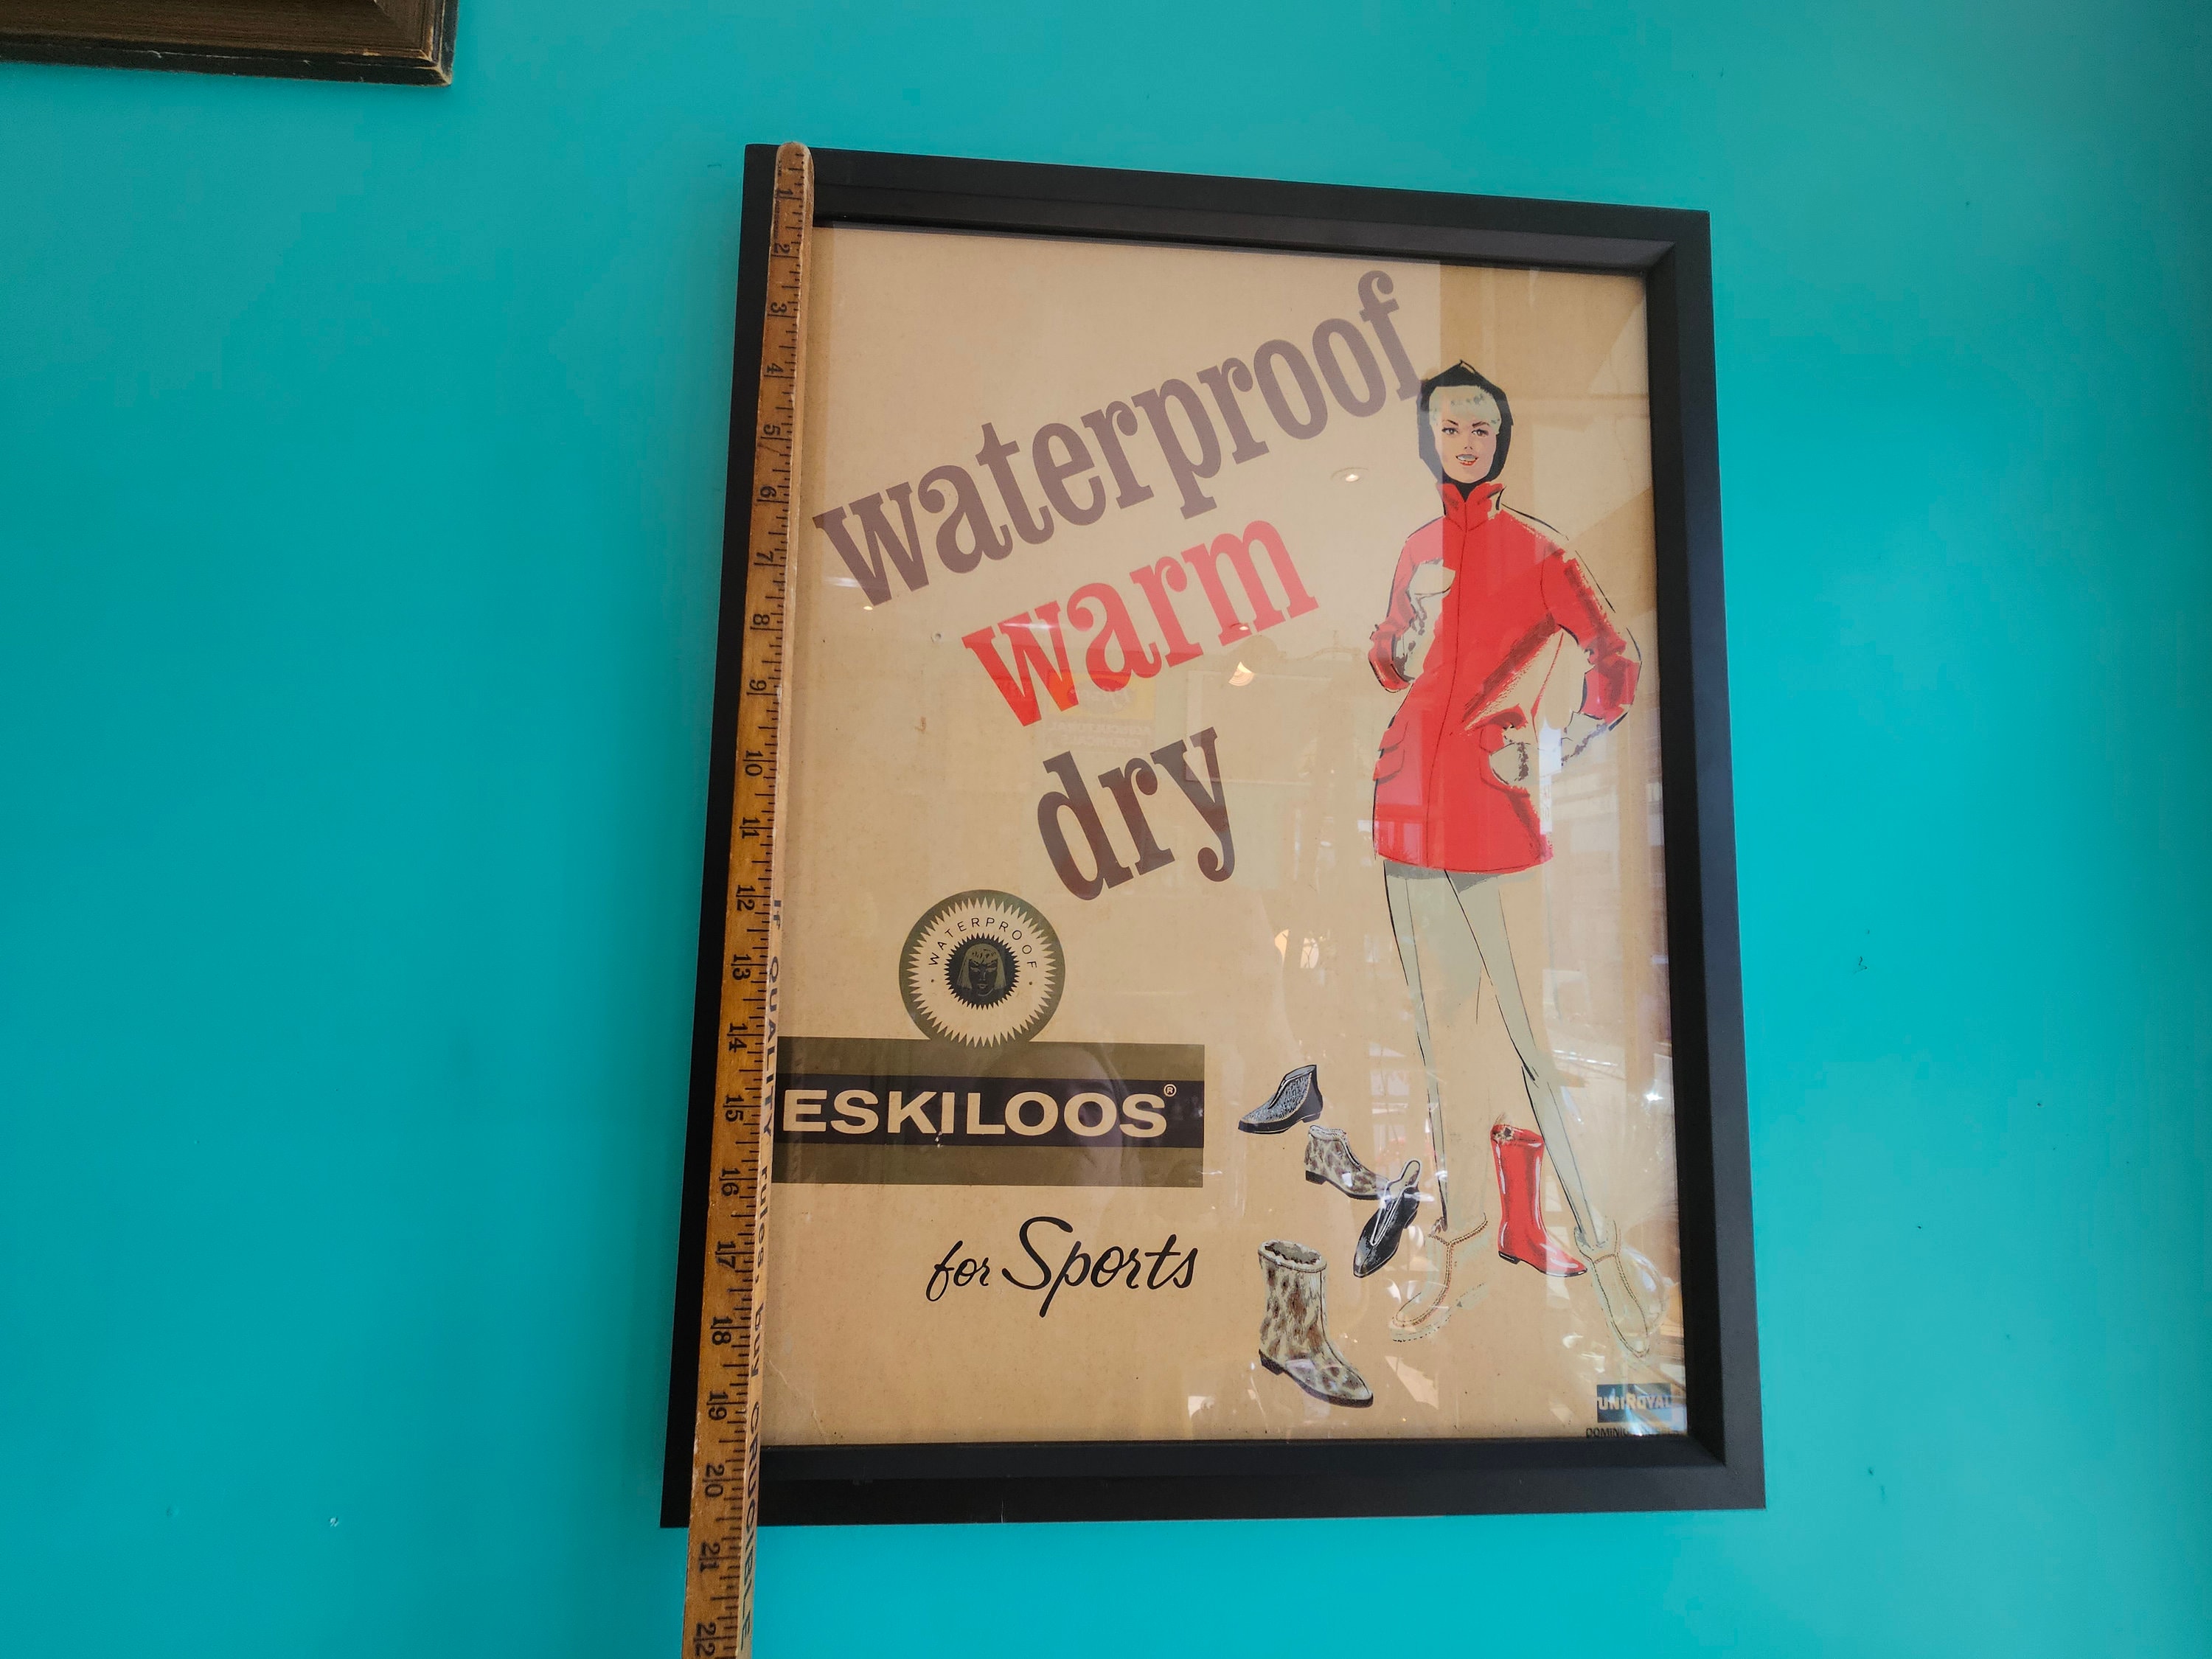 1 2 3 4 5 6 7 8 9 10 11 12 13 14 15 16 17 18 19 20 21 22
IF QUALITY rules, buy CRUCIBLE
waterproof
warm
dry
WATERPROOF
ESKILOOS®
for Sports
UNIROYAL